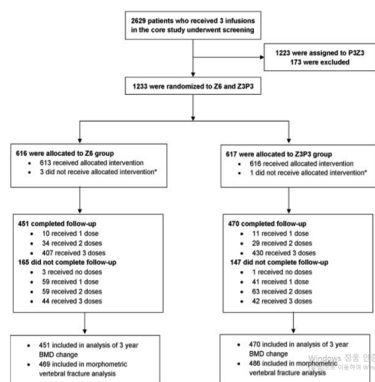 2629 patients who received 3 infusions
in the core study underwent screening
1223 were assigned to P3Z3
173 were excluded
1233 were randomized to Z6 and Z3P3
616 were allocated to Z6 group
• 613 received allocated intervention
• 3 did not receive allocated intervention*
617 were allocated to Z3P3 group
• 616 received allocated intervention
• 1 did not receive allocated intervention*
451 completed follow-up
• 10 received 1 dose
• 34 received 2 doses
• 407 received 3 doses
165 did not complete follow-up
• 3 received no doses
• 59 received 1 dose
• 59 received 2 doses
• 44 received 3 doses
470 completed follow-up
• 11 received 1 dose
• 29 received 2 doses
• 430 received 3 doses
147 did not complete follow-up
• 1 received no doses
• 41 received 1 dose
• 63 received 2 doses
• 42 received 3 doses
• 451 included in analysis of 3 year
BMD change
• 469 included in morphometric
vertebral fracture analysis
• 470 included in analysis of 3 year
BMD change
• 486 included in morphometric
vertebral fracture analysis
Windows 정품 인증